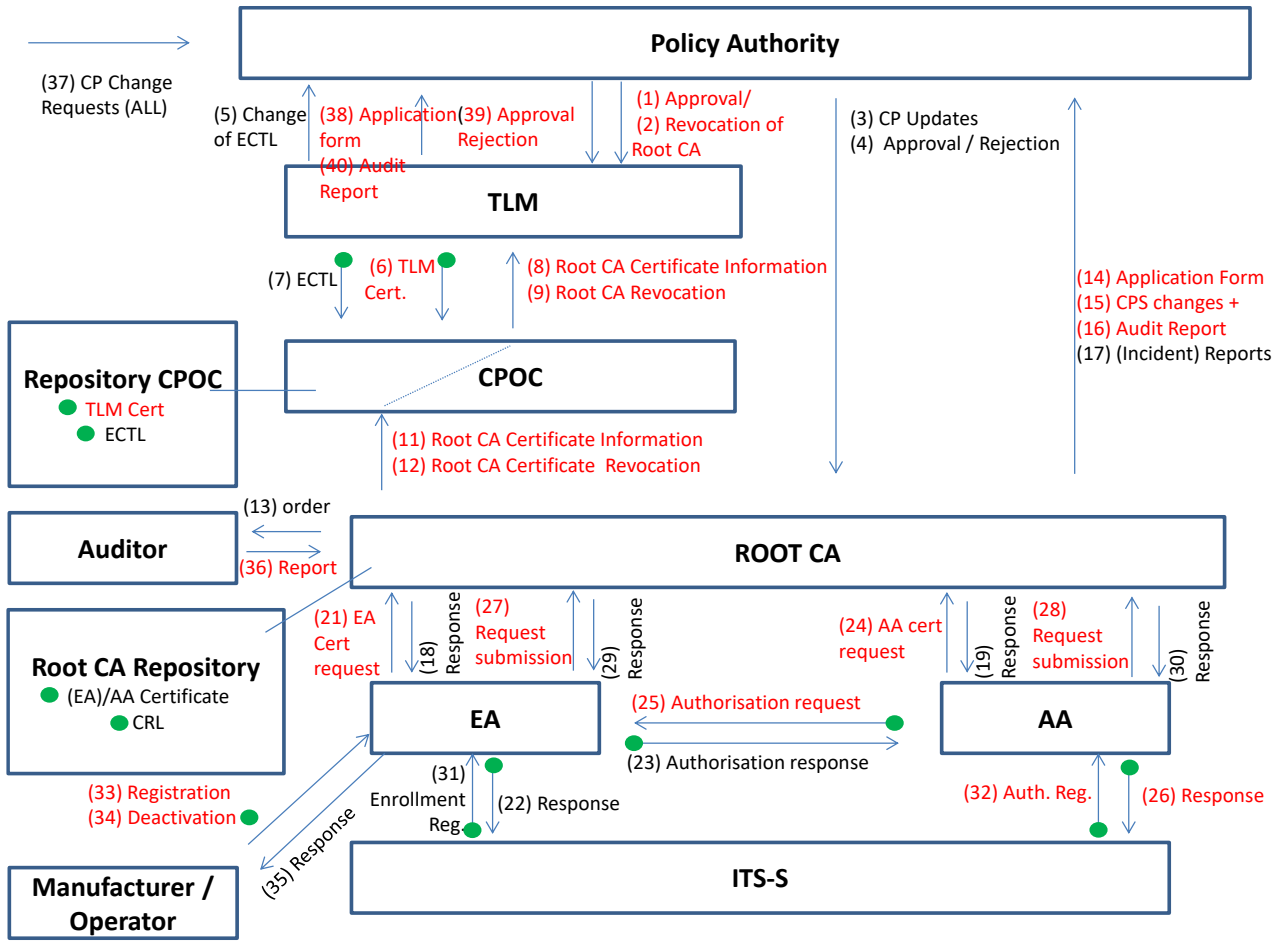 Policy Authority
(37) CP Change
Requests (ALL)
(5) Change
of ECTL
(38) Application
form
(40) Audit
Report
(39) Approval
Rejection
(1) Approval/
(2) Revocation of
Root CA
(3) CP Updates
(4) Approval / Rejection
TLM
(7) ECTL
(6) TLM
Cert.
(8) Root CA Certificate Information
(9) Root CA Revocation
(14) Application Form
(15) CPS changes +
(16) Audit Report
(17) (Incident) Reports
Repository CPOC
TLM Cert
ECTL
CPOC
(11) Root CA Certificate Information
(12) Root CA Certificate Revocation
(13) order
Auditor
(36) Report
ROOT CA
(21) EA
Cert
request
(18)
Response
(27)
Request
submission
(29)
Response
(24) AA cert
request
(19)
Response
(28)
Request
submission
(30)
Response
Root CA Repository
(EA)/AA Certificate
CRL
EA
(25) Authorisation request
(23) Authorisation response
AA
(33) Registration
(34) Deactivation
(35) Response
(31)
Enrollment
Reg.
(22) Response
(32) Auth. Reg.
(26) Response
Manufacturer /
Operator
ITS-S